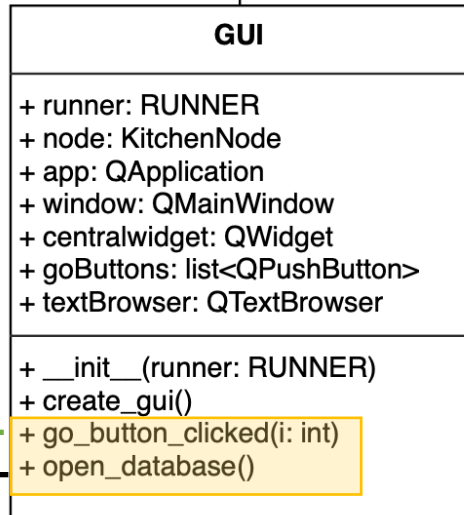 GUI
+ runner: RUNNER
+ node: KitchenNode
+ app: QApplication
+ window: QMainWindow
+ centralwidget: QWidget
+ goButtons: list<QPushButton>
+ textBrowser: QTextBrowser
+ __init__(runner: RUNNER)
+ create_gui()
+ go_button_clicked(i: int)
+ open_database()